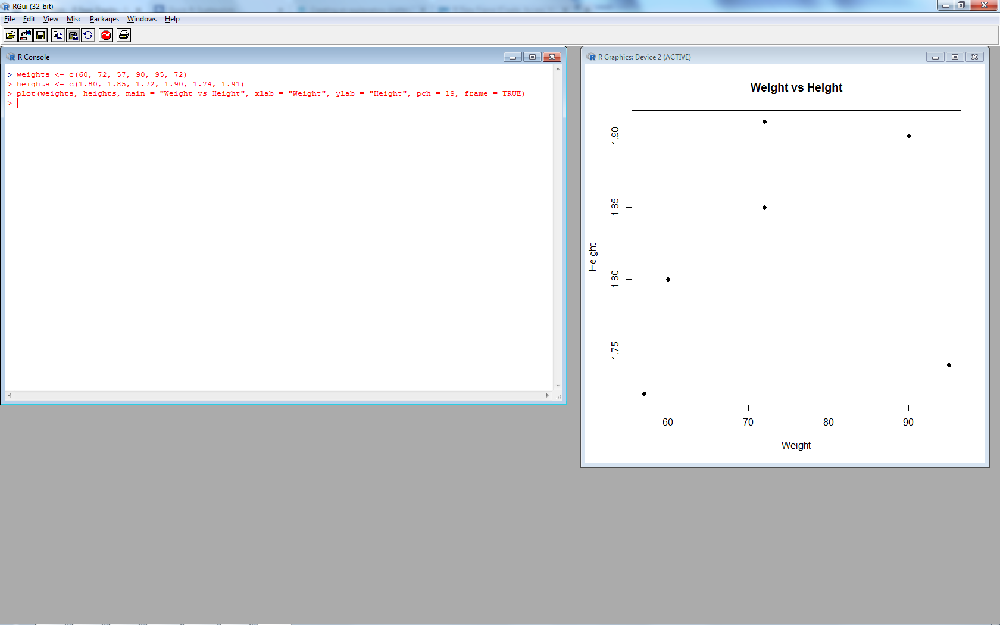 RGui (32-bit)
File Edit View Misc Packages Windows Help
STOP
R Console
> weights <- c(60, 72, 57, 90, 95, 72)
> heights <- c(1.80, 1.85, 1.72, 1.90, 1.74, 1.91)
> plot(weights, heights, main = "Weight vs Height", xlab = "Weight", ylab = "Height", pch = 19, frame = TRUE)
>
R Graphics: Device 2 (ACTIVE)
Weight vs Height
1.90
1.85
1.80
1.75
Height
60 70 80 90
Weight